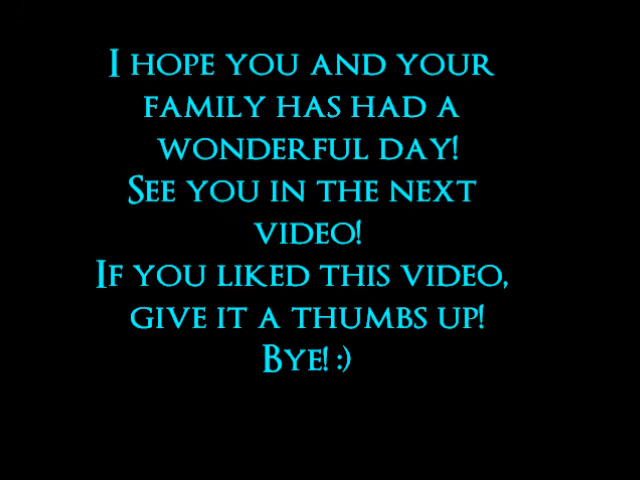 I hope you and your
family has had a
wonderful day!
See you in the next
video!
If you liked this video,
give it a thumbs up!
Bye! :)